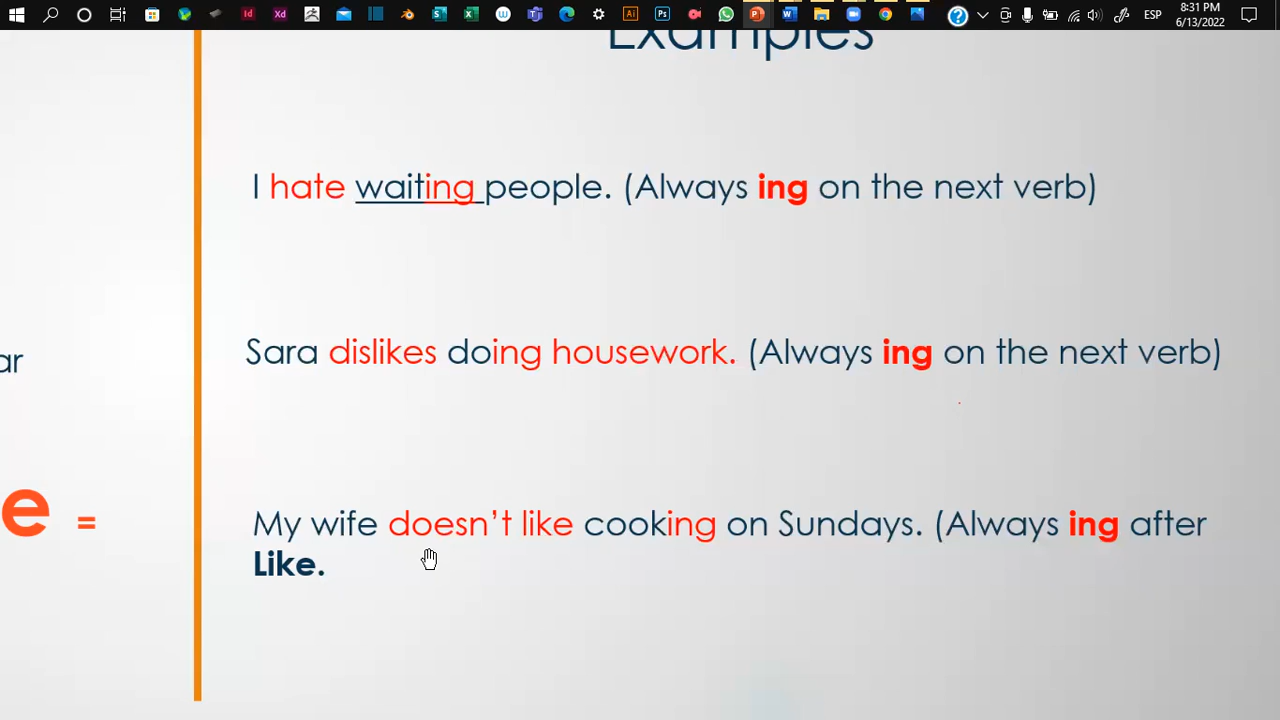 8:31 PM
ESP
6/13/2022
Examples
I hate waiting people. (Always ing on the next verb)
Sara dislikes doing housework. (Always ing on the next verb)
ar
e =
My wife doesn't like cooking on Sundays. (Always ing after
Like.